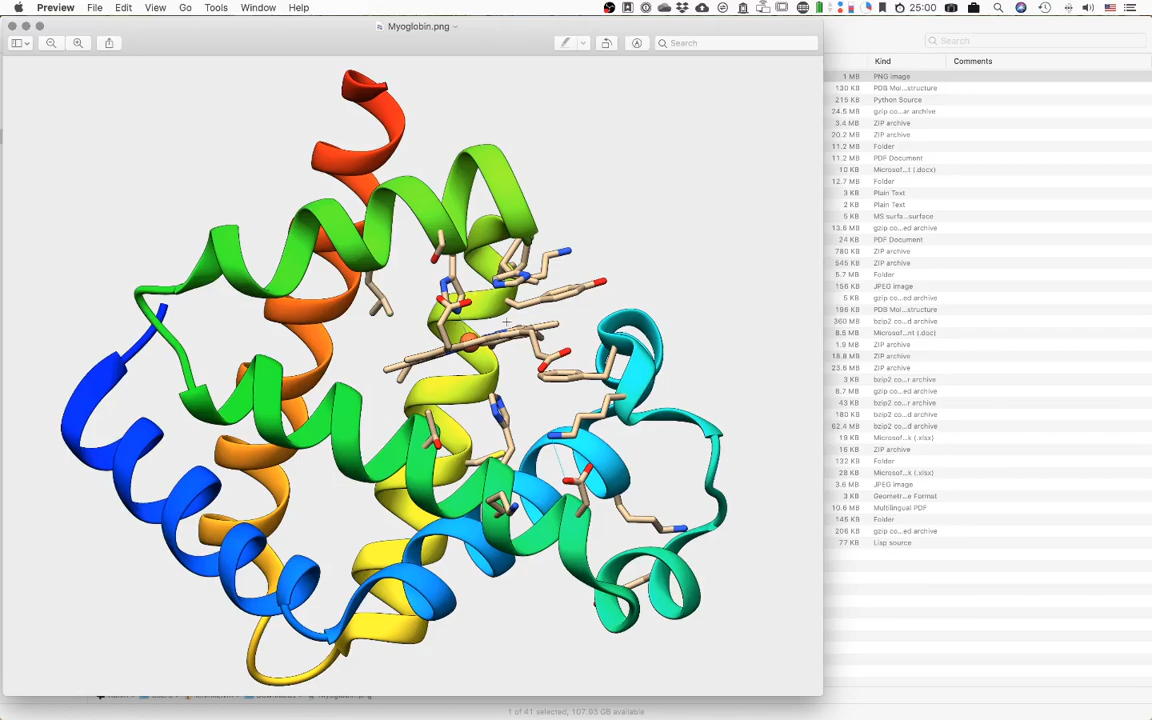 Preview File Edit View Go Tools Window Help 25:00
Myoglobin.png
Search
Search
Kind Comments
1 MB PNG image
130 KB PDB Mol...structure
215 KB Python Source
24.5 MB gzip co...ar archive
3.4 MB ZIP archive
20.2 MB ZIP archive
11.2 MB Folder
11.2 MB PDF Document
10 KB Microsof...t (.docx)
12.7 MB Folder
3 KB Plain Text
2 KB Plain Text
5 KB MS surfa...surface
13.6 MB gzip co...ed archive
24 KB PDF Document
780 KB ZIP archive
545 KB ZIP archive
5.7 MB Folder
156 KB JPEG image
5 KB gzip co...ed archive
196 KB PDB Mol...structure
360 MB bzip2 co...d archive
8.5 MB Microsof...nt (.doc)
1.9 MB ZIP archive
18.8 MB ZIP archive
23.6 MB ZIP archive
3 KB bzip2 co...r archive
8.7 MB gzip co...ed archive
43 KB bzip2 co...r archive
180 KB bzip2 co...d archive
62.4 MB bzip2 co...d archive
19 KB Microsof...k (.xlsx)
16 KB ZIP archive
132 KB Folder
28 KB Microsof...k (.xlsx)
3.6 MB JPEG image
3 KB Geometr...e Format
10.6 MB Multilingual PDF
145 KB Folder
206 KB gzip co...ed archive
77 KB Lisp source
1 of 41 selected, 107.93 GB available